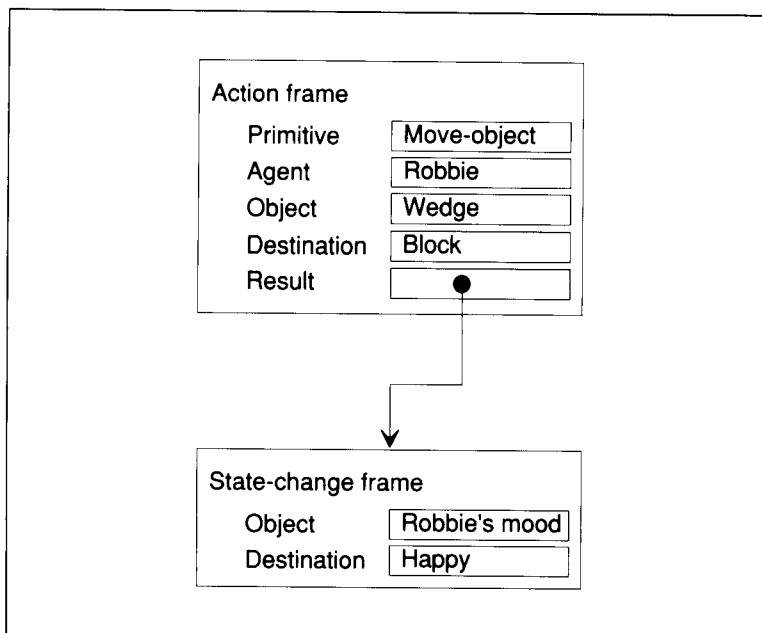 Action frame
Primitive Move-object
Agent Robbie
Object Wedge
Destination Block
Result
State-change frame
Object Robbie's mood
Destination Happy